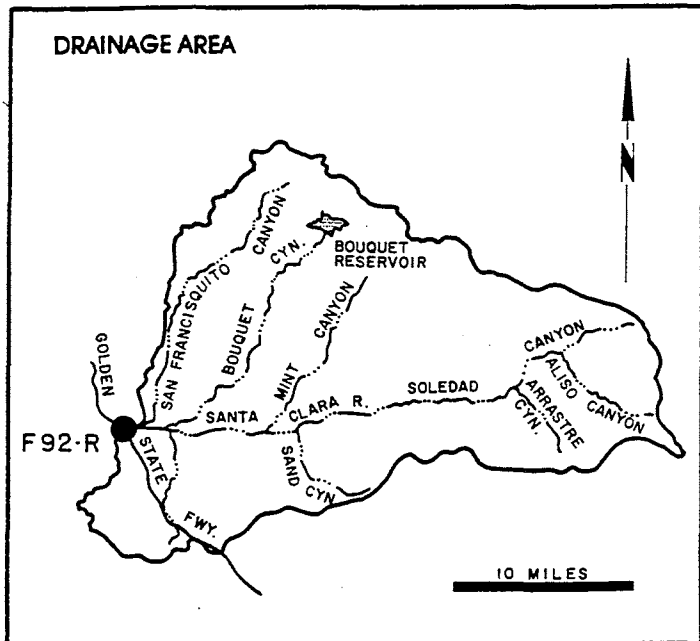 DRAINAGE AREA
N
SAN FRANCISQUITO CANYON
BOUQUET CYN.
BOUQUET
RESERVOIR
MINT CANYON
GOLDEN STATE FWY.
F92-R
SANTA CLARA R.
SOLEDAD CANYON
ALISO CANYON
ARRASTRE
CYN.
SAND CYN
10 MILES